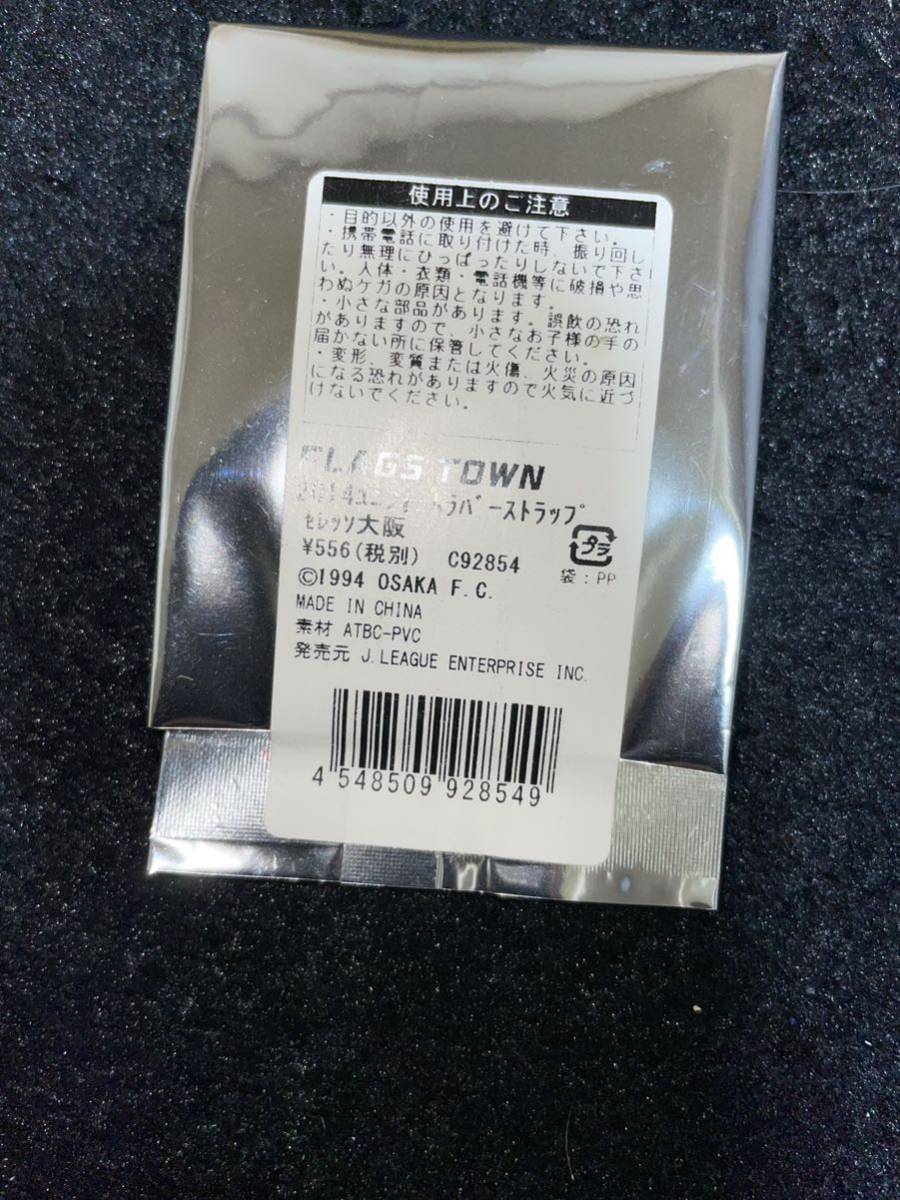 使用上のご注意
・目的以外の使用を避けて下さい。
・携帯電話に取り付けた時、振り回し
たり無理にひっぱったりしないで下さ
い。人体・衣類・電話機等に破損や思
わぬケガの原因となります。
・小さな部品があります。誤飲の恐れ
がありますので、小さなお子様の手の
届かない所に保管してください。
・変形、変質または火傷、火災の原因
になる恐れがありますので火気に近づ
けないでください。
FLAGS TOWN
ラバーストラップ
セレッソ大阪
¥556(税別) C92854
プラ
袋:PP
©1994 OSAKA F.C.
MADE IN CHINA
素材 ATBC-PVC
発売元 J.LEAGUE ENTERPRISE INC.
4 548509 928549